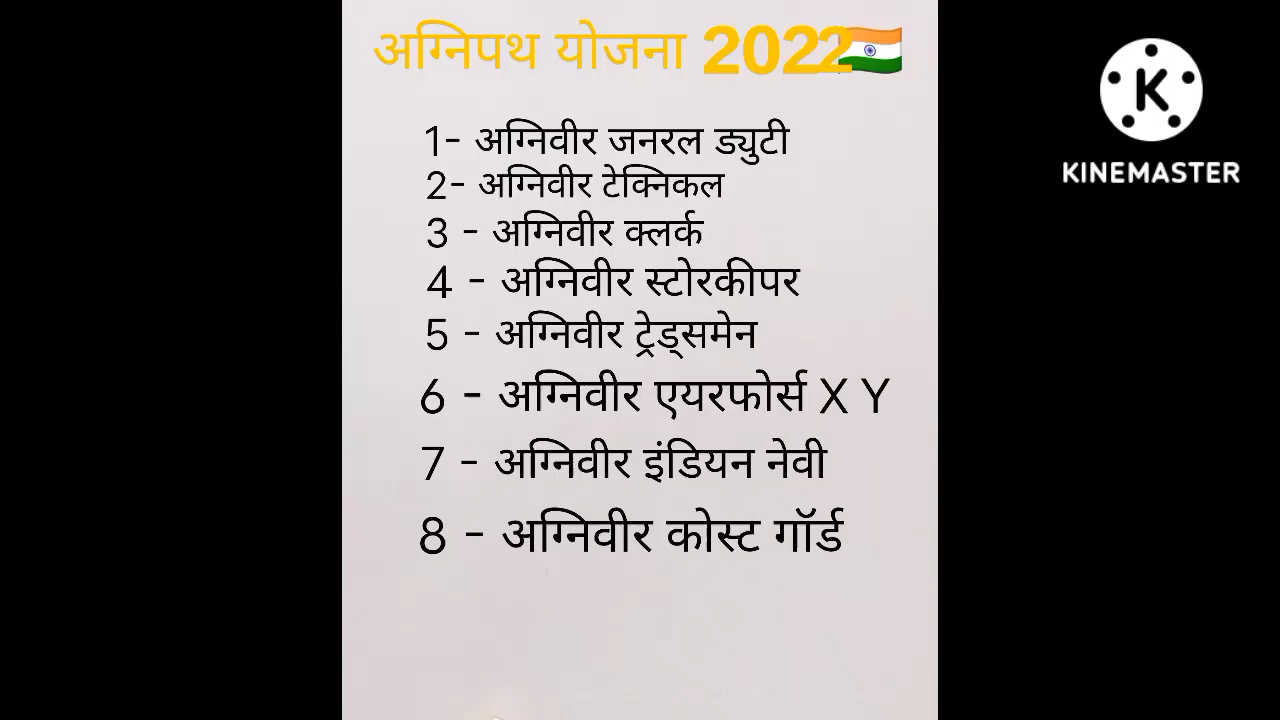 अग्निपथ योजना 2022🇮🇳
1- अग्निवीर जनरल ड्युटी
2- अग्निवीर टेक्निकल
3 - अग्निवीर क्लर्क
4 - अग्निवीर स्टोरकीपर
5 - अग्निवीर ट्रेड्समेन
6 - अग्निवीर एयरफोर्स X Y
7 - अग्निवीर इंडियन नेवी
8 - अग्निवीर कोस्ट गॉर्ड
K
KINEMASTER